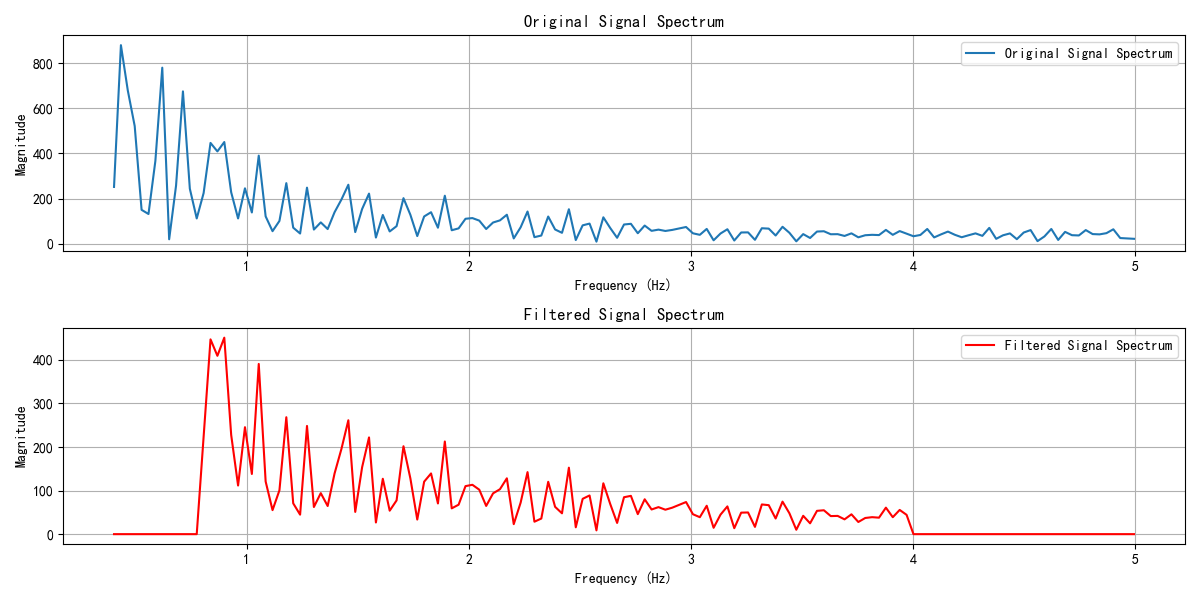 Original Signal Spectrum
Original Signal Spectrum
Magnitude
800
600
400
200
0
1 2 3 4 5
Frequency (Hz)
Filtered Signal Spectrum
Filtered Signal Spectrum
Magnitude
400
300
200
100
0
1 2 3 4 5
Frequency (Hz)